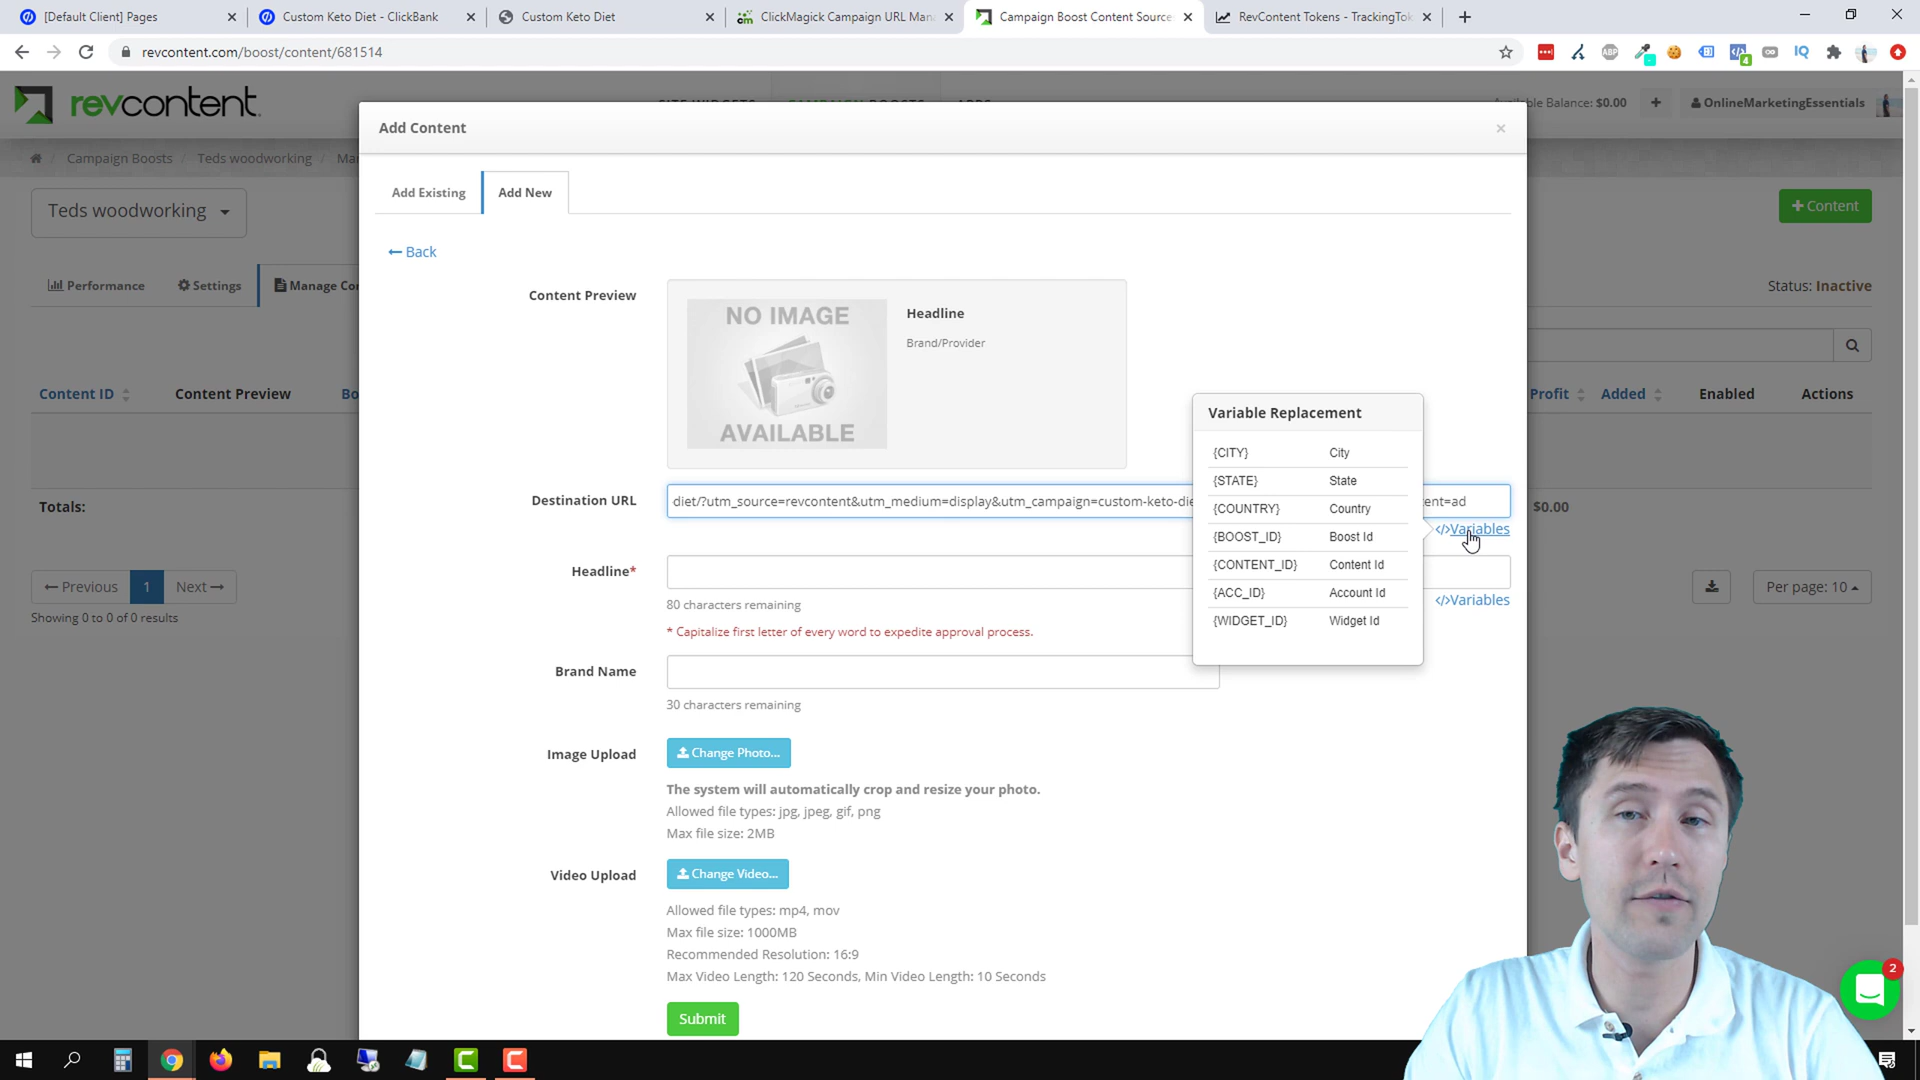 [Default Client] Pages
Custom Keto Diet - ClickBank
Custom Keto Diet
ClickMagick Campaign URL Man
Campaign Boost Content Source
RevContent Tokens - TrackingTok
revcontent.com/boost/content/681514
revcontent.
Available Balance: $0.00
OnlineMarketingEssentials
Campaign Boosts / Teds woodworking / Ma
Add Content
Add Existing
Add New
Teds woodworking
+ Content
← Back
Performance
Settings
Manage Co
Status: Inactive
Content Preview
NO IMAGE
AVAILABLE
Headline
Brand/Provider
Content ID
Content Preview
Bo
Profit
Added
Enabled
Actions
Totals:
$0.00
Variable Replacement
{CITY} City
{STATE} State
{COUNTRY} Country
{BOOST_ID} Boost Id
{CONTENT_ID} Content Id
{ACC_ID} Account Id
{WIDGET_ID} Widget Id
Destination URL
diet/?utm_source=revcontent&utm_medium=display&utm_campaign=custom-keto-die
ent=ad
</>Variables
Headline*
80 characters remaining
</>Variables
* Capitalize first letter of every word to expedite approval process.
← Previous
1
Next →
Per page: 10
Showing 0 to 0 of 0 results
Brand Name
30 characters remaining
Image Upload
Change Photo...
The system will automatically crop and resize your photo.
Allowed file types: jpg, jpeg, gif, png
Max file size: 2MB
Video Upload
Change Video...
Allowed file types: mp4, mov
Max file size: 1000MB
Recommended Resolution: 16:9
Max Video Length: 120 Seconds, Min Video Length: 10 Seconds
Submit
2